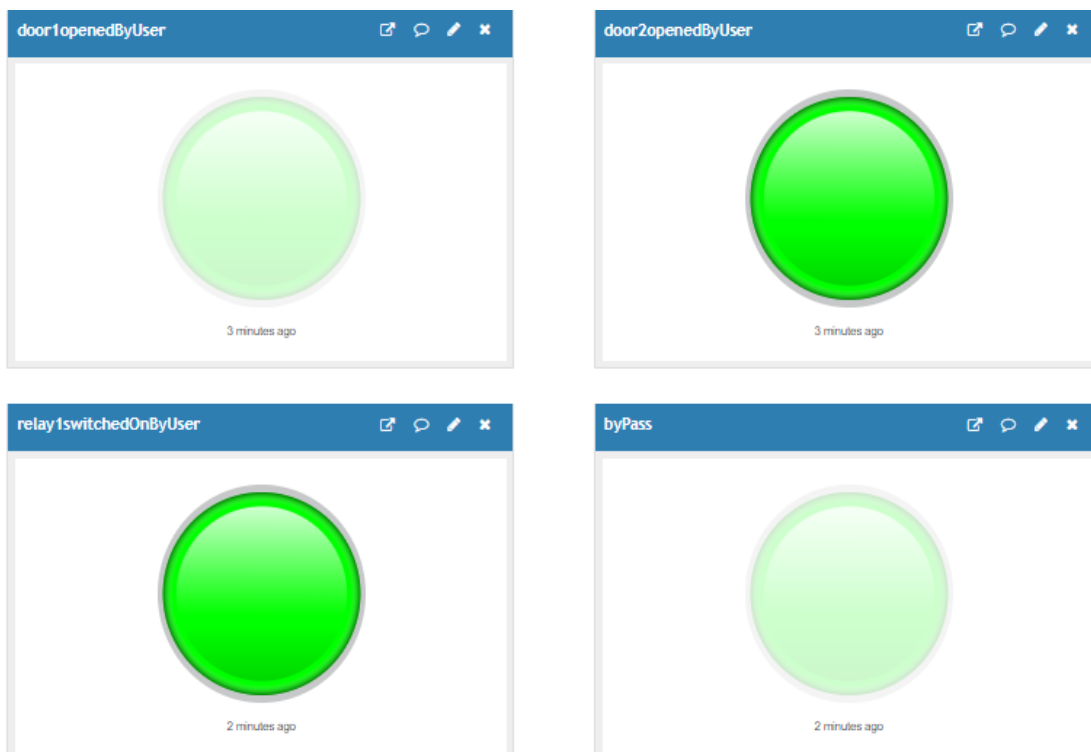 door1openedByUser
door2openedByUser
3 minutes ago
3 minutes ago
relay1switchedOnByUser
byPass
2 minutes ago
2 minutes ago